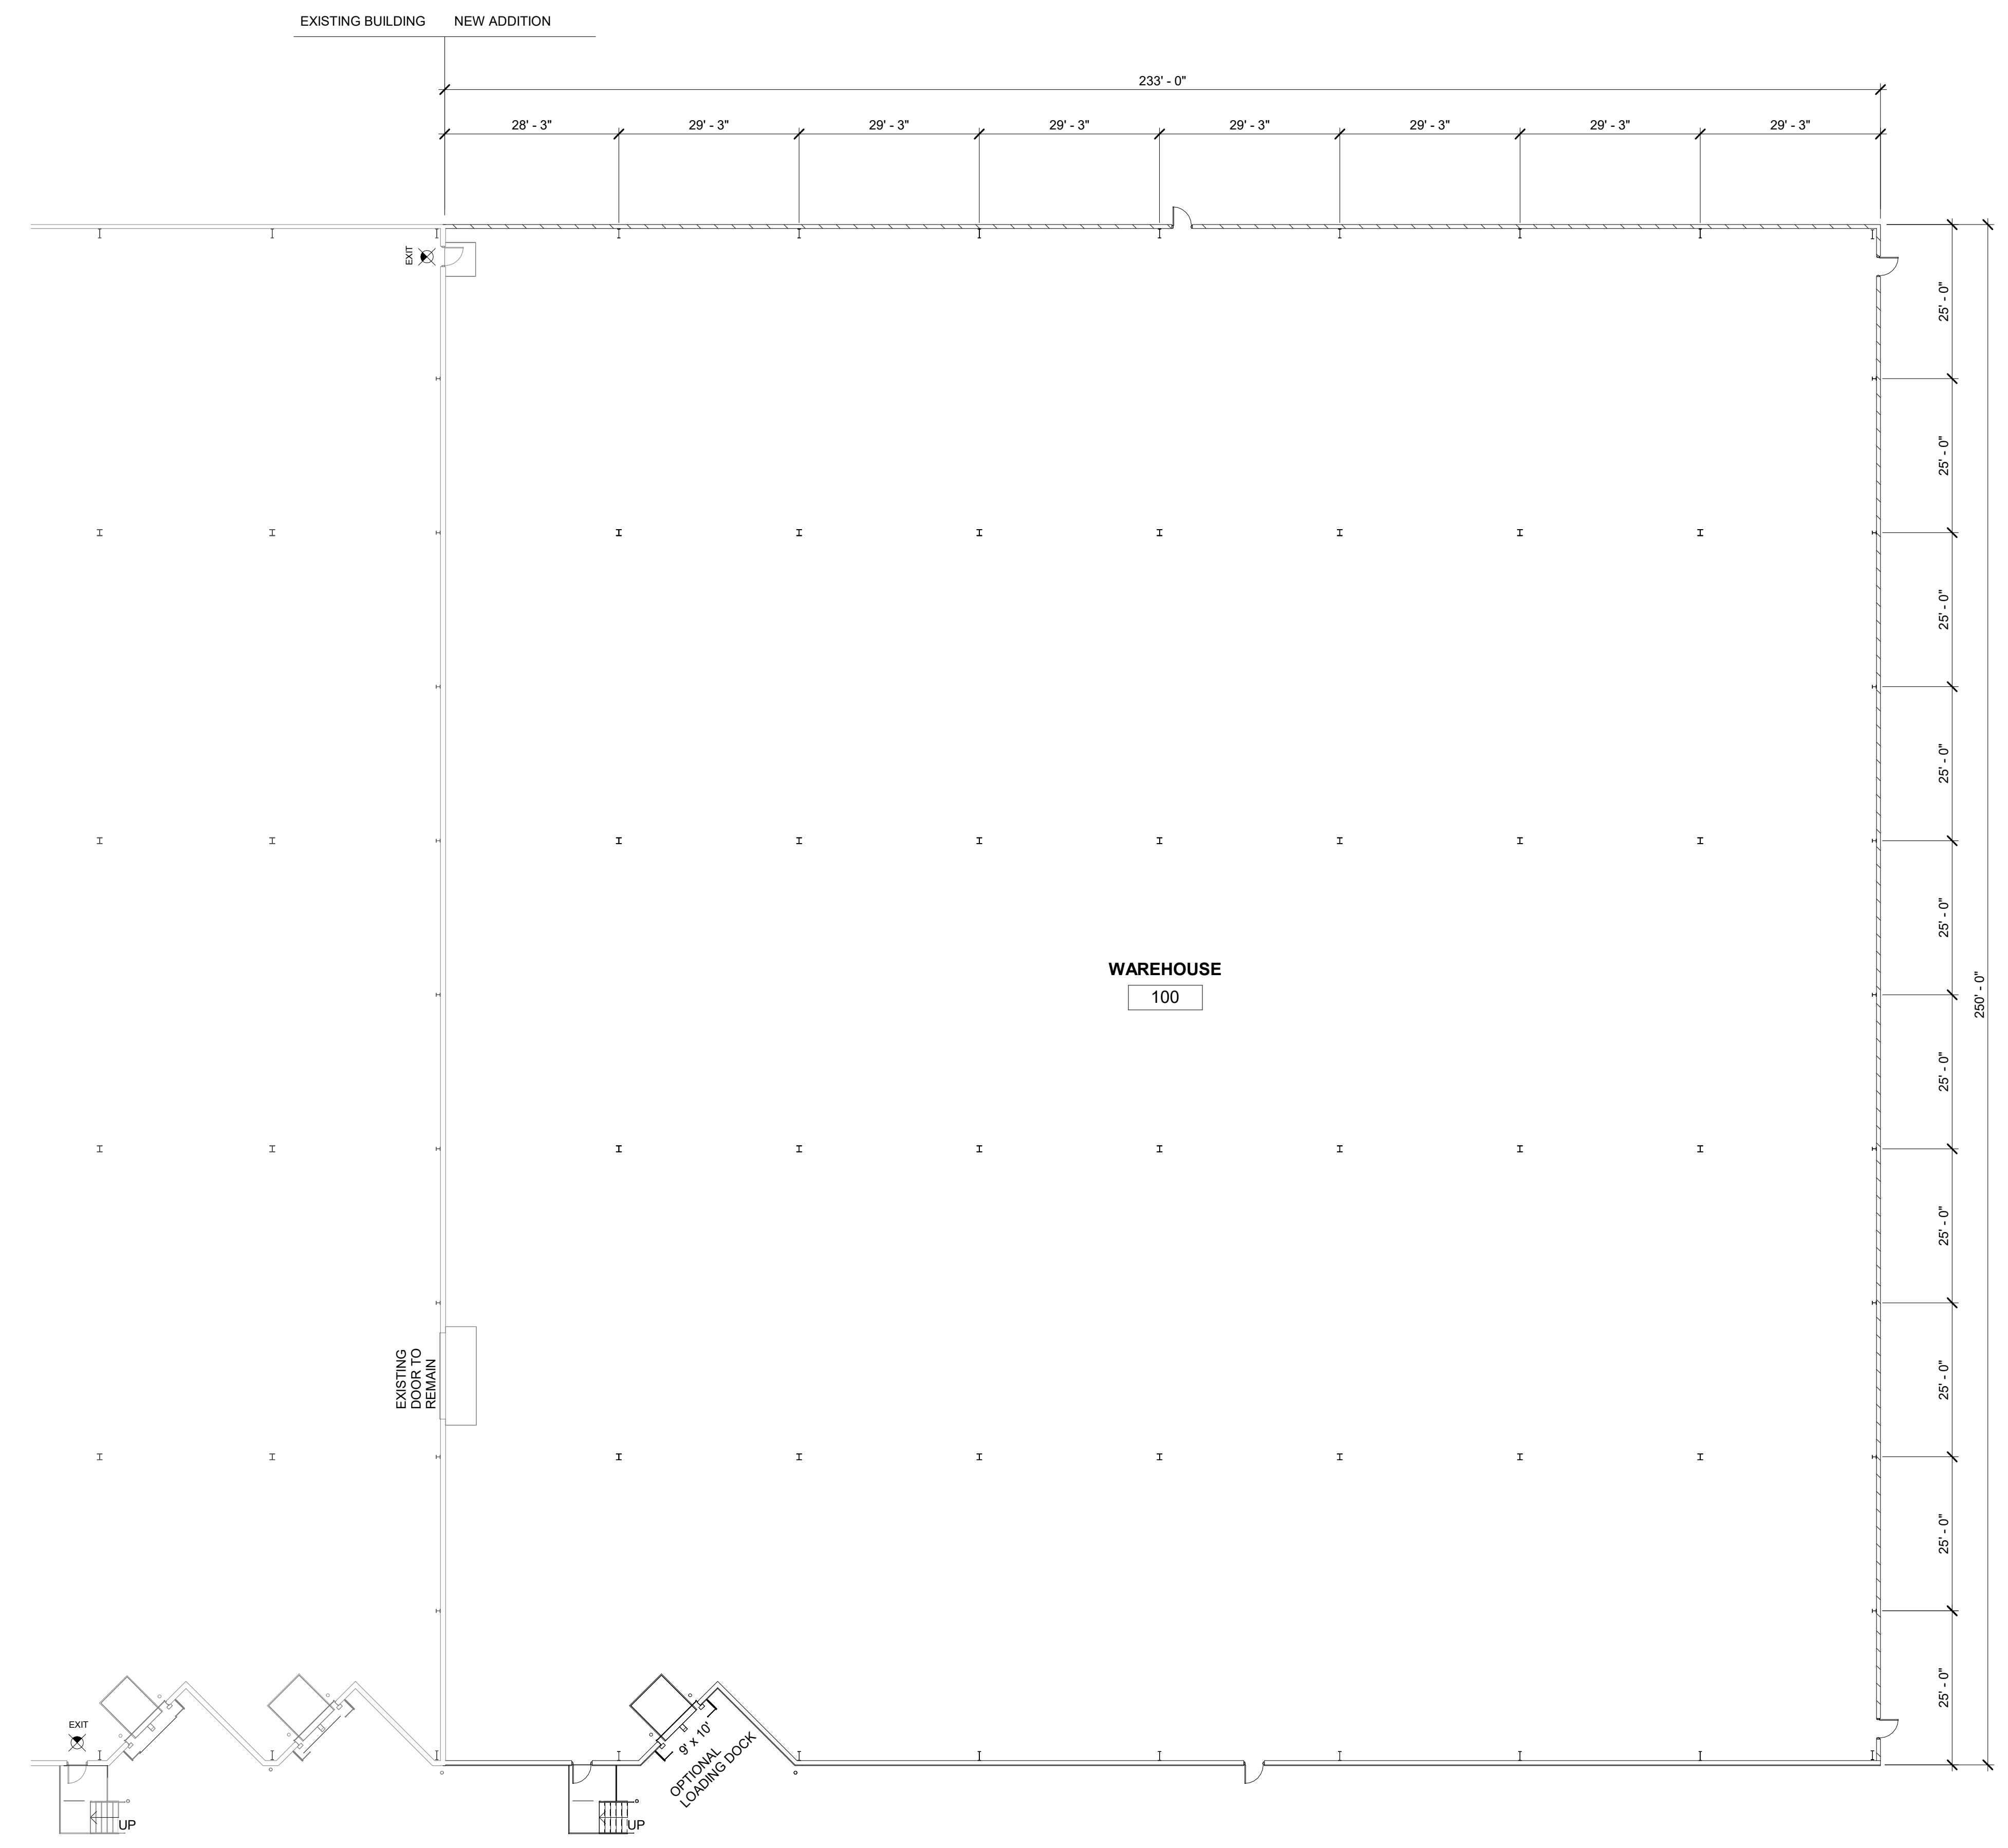 EXISTING BUILDING
NEW ADDITION
233' - 0"
28' - 3"
29' - 3"
29' - 3"
29' - 3"
29' - 3"
29' - 3"
29' - 3"
29' - 3"
EXIT
25' - 0"
25' - 0"
25' - 0"
25' - 0"
25' - 0"
25' - 0"
25' - 0"
25' - 0"
25' - 0"
25' - 0"
250' - 0"
WAREHOUSE
100
EXISTING
DOOR TO
REMAIN
EXIT
UP
9' x 10'
OPTIONAL
LOADING DOCK
UP